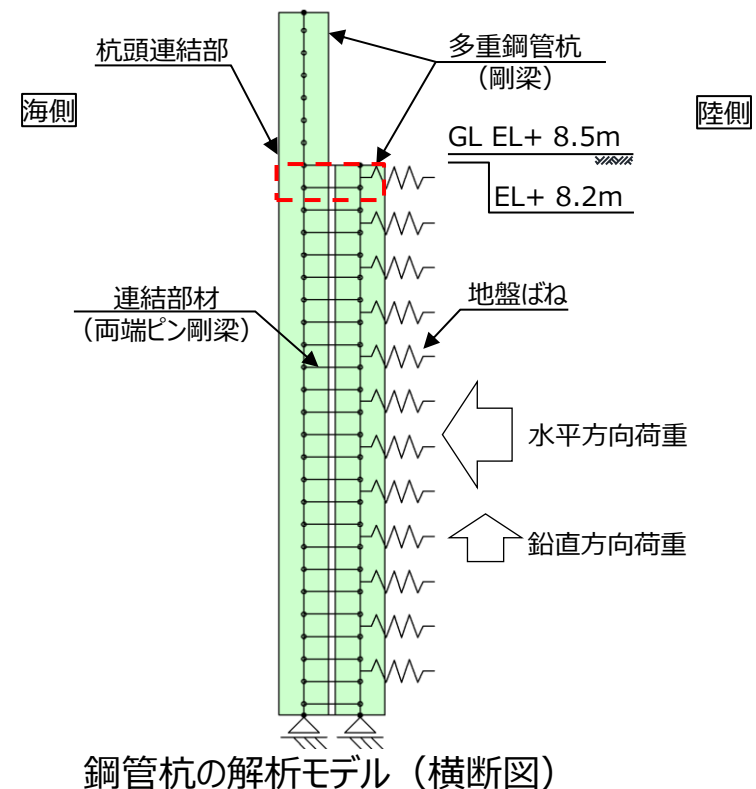 杭頭連結部
多重鋼管杭
(剛梁)
海側
陸側
GL EL+ 8.5m
EL+ 8.2m
連結部材
(両端ピン剛梁)
地盤ばね
水平方向荷重
鉛直方向荷重
鋼管杭の解析モデル(横断図)